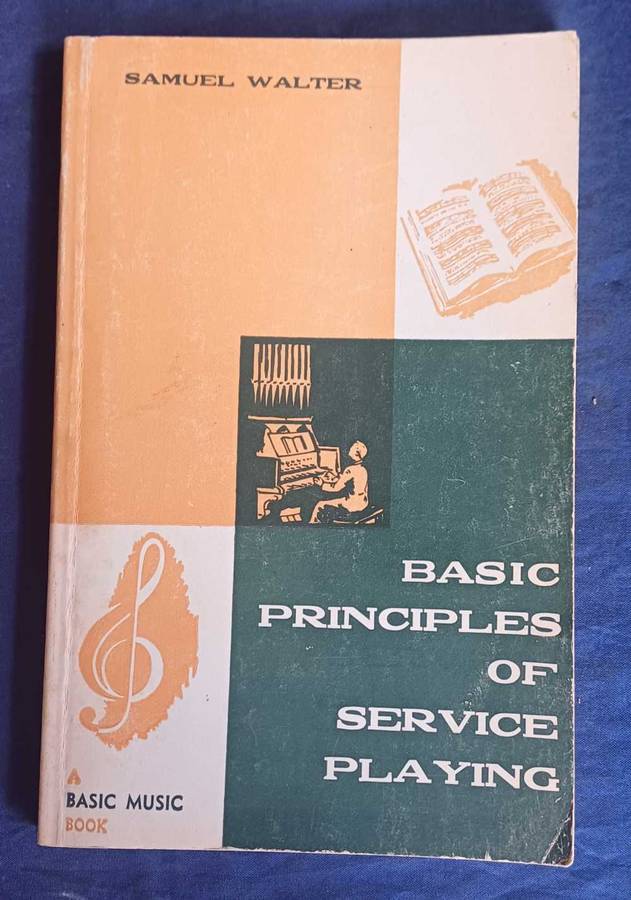 SAMUEL WALTER
BASIC
PRINCIPLES
OF
SERVICE
PLAYING
A
BASIC MUSIC
BOOK